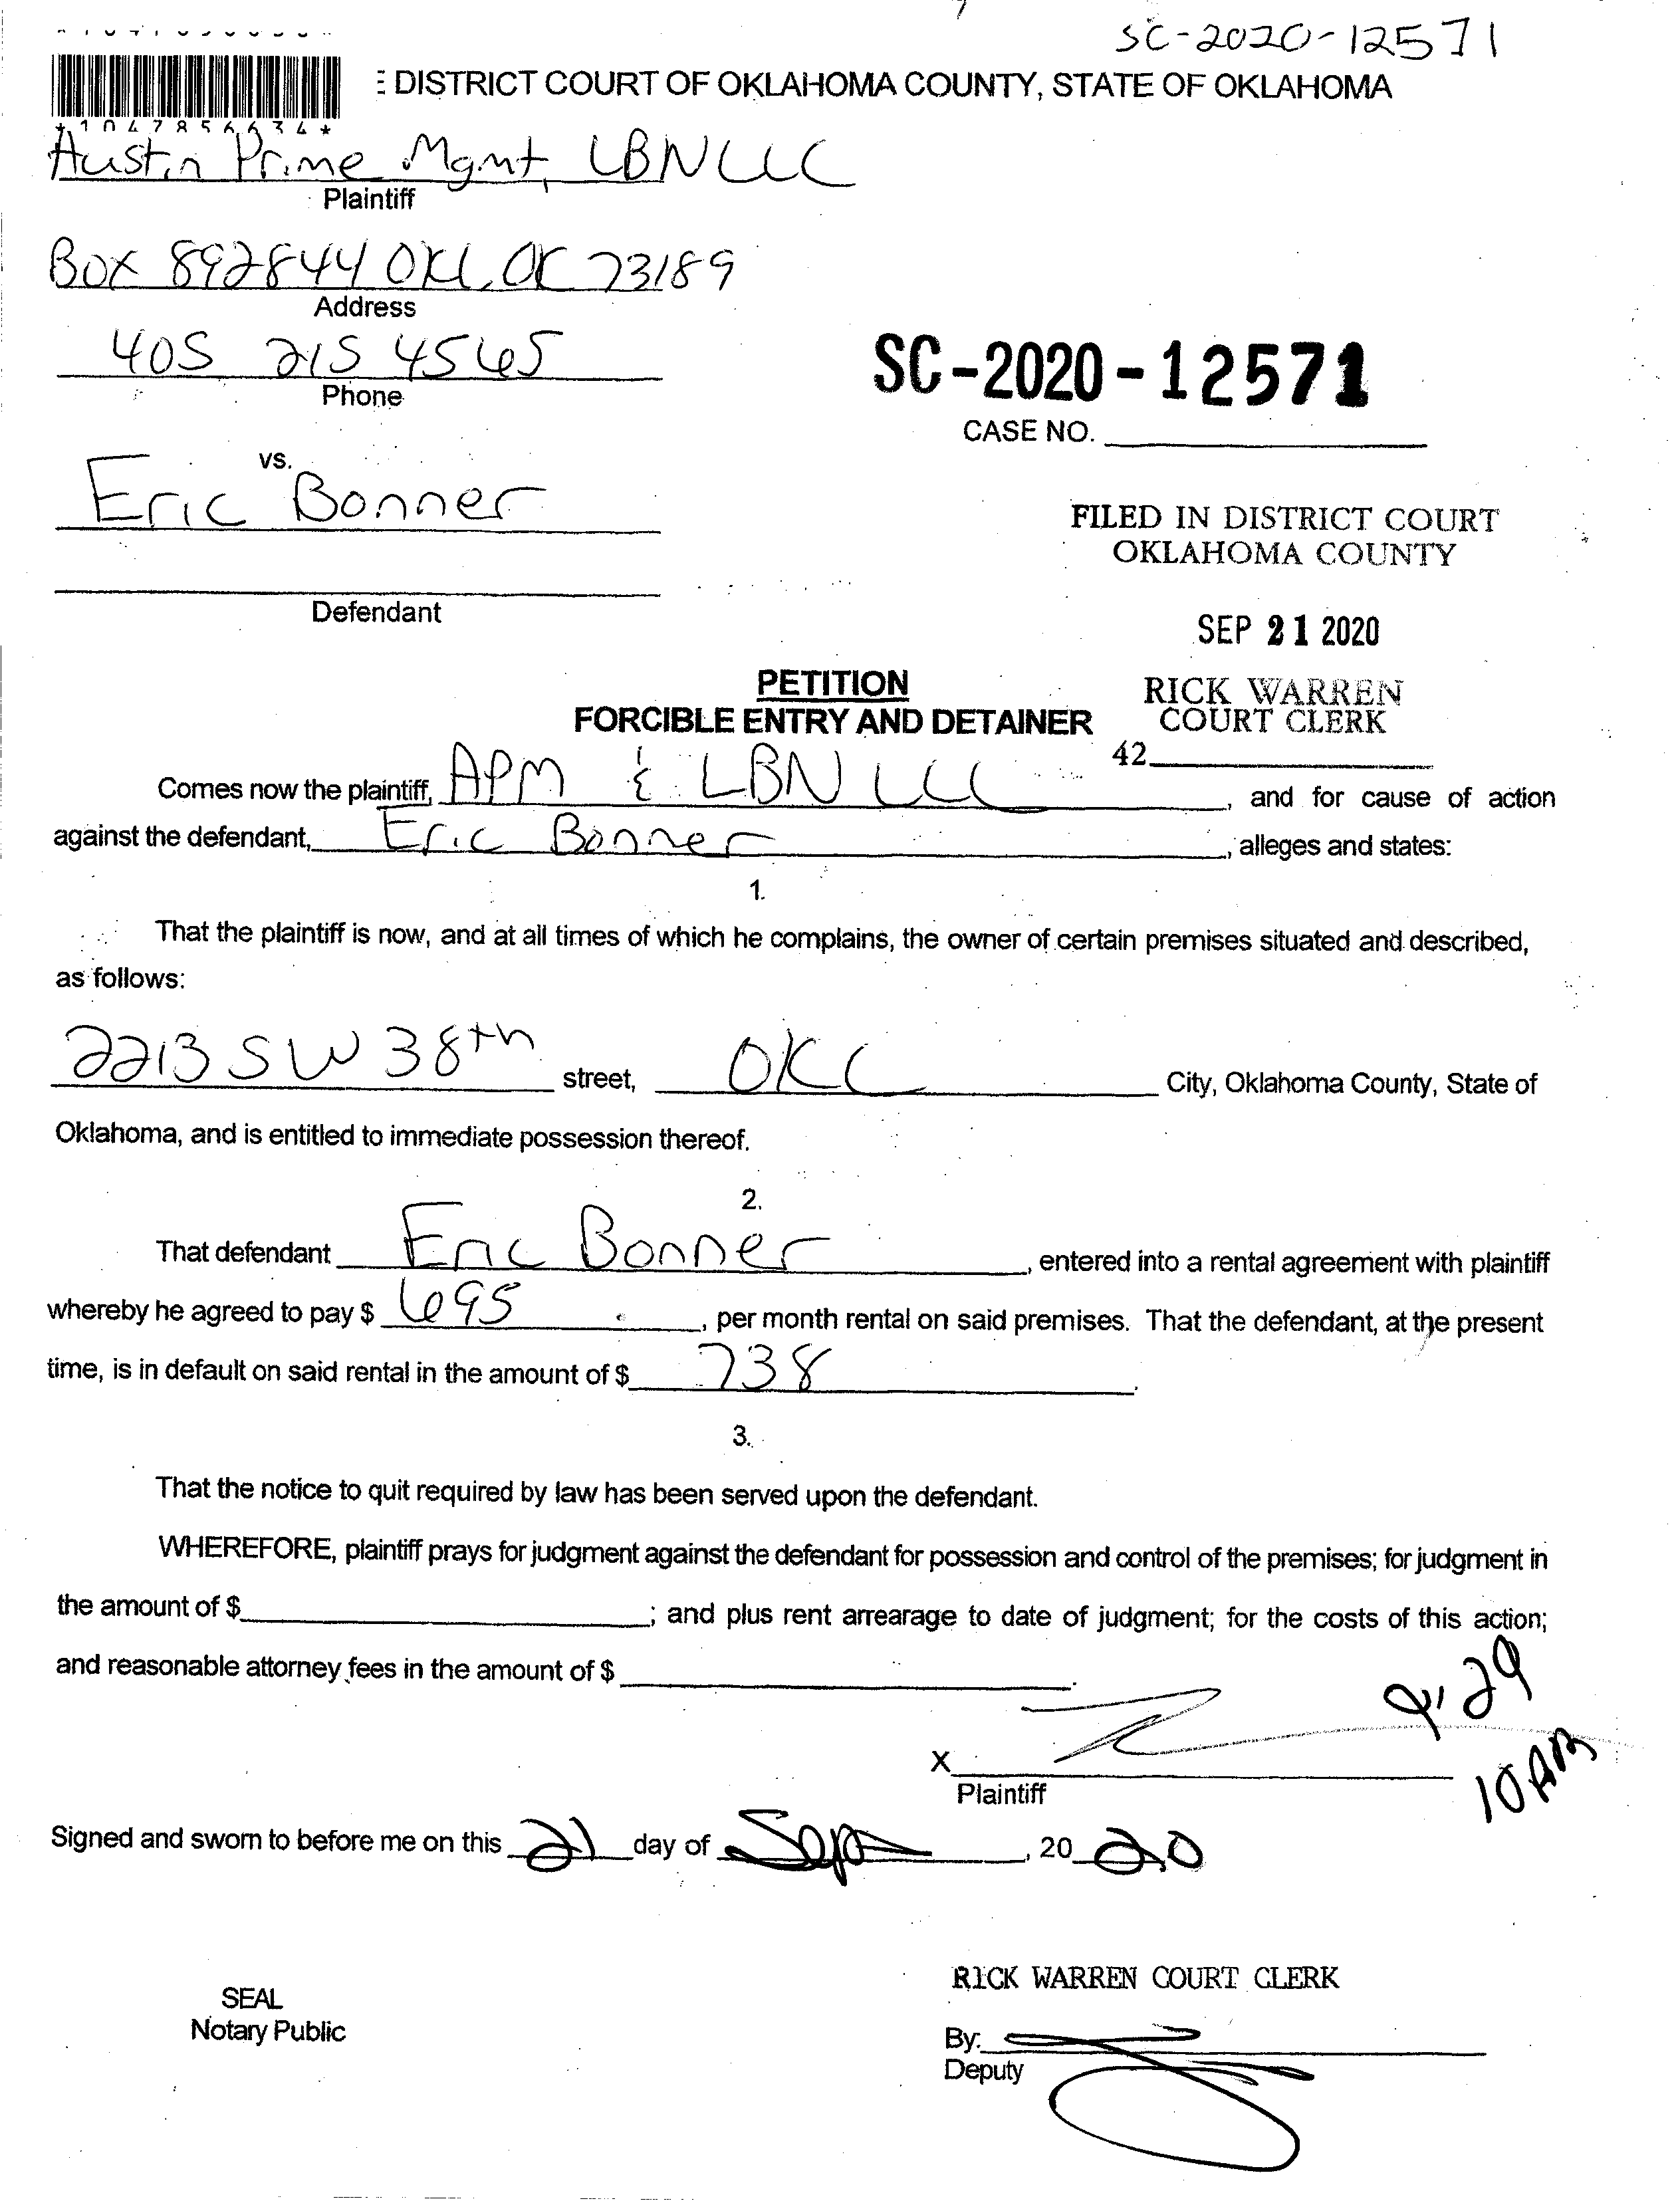 SC-2020-12571
E DISTRICT COURT OF OKLAHOMA COUNTY, STATE OF OKLAHOMA
*1047856634*
Austin Prime Mgmt, LBN LLC
Plaintiff
Box 892844 OKC, OK 73189
Address
405 215 4565
Phone
SC-2020-12571
CASE NO.
vs.
Eric Bonner
Defendant
FILED IN DISTRICT COURT
OKLAHOMA COUNTY
SEP 21 2020
RICK WARREN
COURT CLERK
42
PETITION
FORCIBLE ENTRY AND DETAINER
Comes now the plaintiff, APM & LBN LLC, and for cause of action
against the defendant, Eric Bonner, alleges and states:
1.
That the plaintiff is now, and at all times of which he complains, the owner of certain premises situated and described,
as follows:
2213 SW 38th street, OKC City, Oklahoma County, State of
Oklahoma, and is entitled to immediate possession thereof.
2.
That defendant Eric Bonner, entered into a rental agreement with plaintiff
whereby he agreed to pay $ 695, per month rental on said premises. That the defendant, at the present
time, is in default on said rental in the amount of $ 738.
3.
That the notice to quit required by law has been served upon the defendant.
WHEREFORE, plaintiff prays for judgment against the defendant for possession and control of the premises; for judgment in
the amount of $ ; and plus rent arrearage to date of judgment; for the costs of this action;
and reasonable attorney fees in the amount of $ .
9-29
10 AM
X
Plaintiff
Signed and sworn to before me on this 21 day of Sept, 20 20
SEAL
Notary Public
RICK WARREN COURT CLERK
By:
Deputy